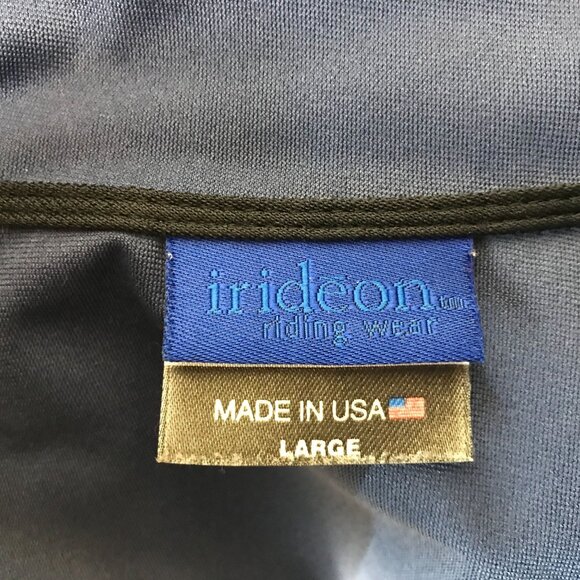 irideon
riding wear
MADE IN USA
LARGE